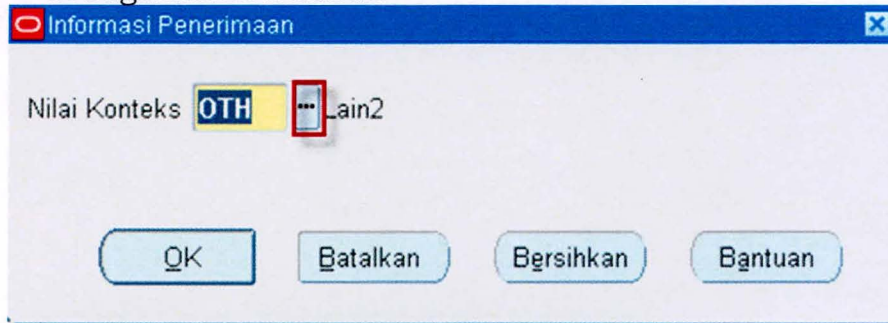 Informasi Penerimaan
Nilai Konteks OTH ... Lain2
OK Batalkan Bersihkan Bantuan